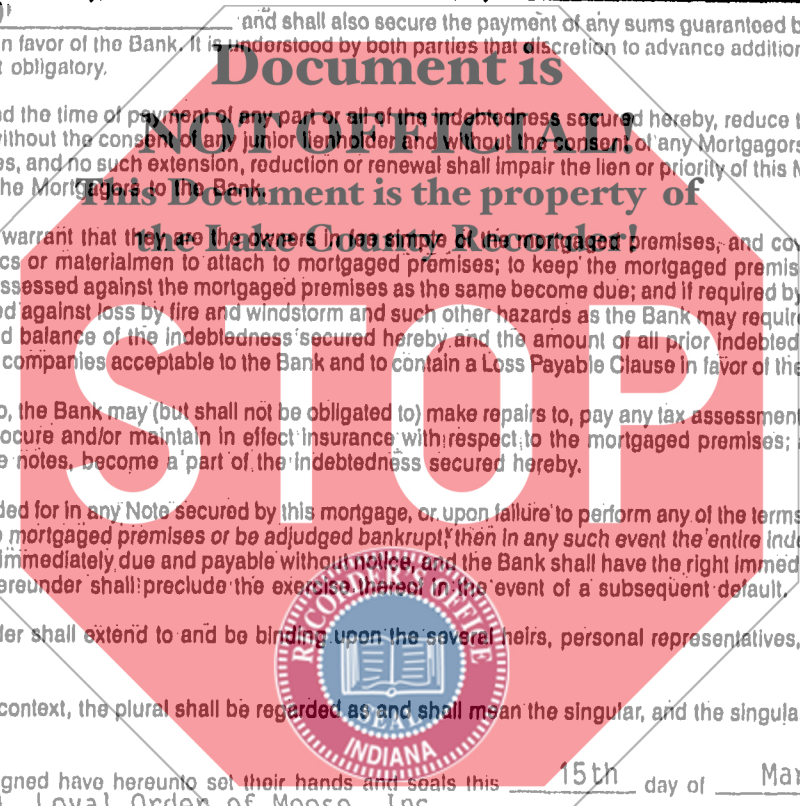 and shall also secure the payment of any sums guaranteed b
n favor of the Bank. It is understood by both parties that discretion to advance addition
t obligatory.
Document is
d the time of payment of any part or all of the indebtedness secured hereby, reduce t
ithout the consent of any junior lienholder and without the consent of any Mortgagors
NOT OFFICIAL!
es, and no such extension, reduction or renewal shall impair the lien or priority of this M
he Mortgagors to the Bank.
This Document is the property of
the Lake County Recorder!
warrant that they are the owners in fee simple of the mortgaged premises, and cov
cs or materialmen to attach to mortgaged premises; to keep the mortgaged premis
ssessed against the mortgaged premises as the same become due; and if required by
ed against loss by fire and windstorm and such other hazards as the Bank may require
d balance of the indebtedness secured hereby and the amount of all prior indebted
companies acceptable to the Bank and to contain a Loss Payable Clause in favor of the
STOP
o, the Bank may (but shall not be obligated to) make repairs to, pay any tax assessment
ocure and/or maintain in effect insurance with respect to the mortgaged premises; a
e notes, become a part of the indebtedness secured hereby.
ded for in any Note secured by this mortgage, or upon failure to perform any of the terms
mortgaged premises or be adjudged bankrupt, then in any such event the entire inde
immediately due and payable without notice, and the Bank shall have the right immed
ereunder shall preclude the exercise thereof in the event of a subsequent default.
der shall extend to and be binding upon the several heirs, personal representatives,
RECORDER'S OFFICE
SEAL
INDIANA
context, the plural shall be regarded as and shall mean the singular, and the singula
gned have hereunto set their hands and seals this 15th day of Mar
Loyal Order of Moose, Inc.